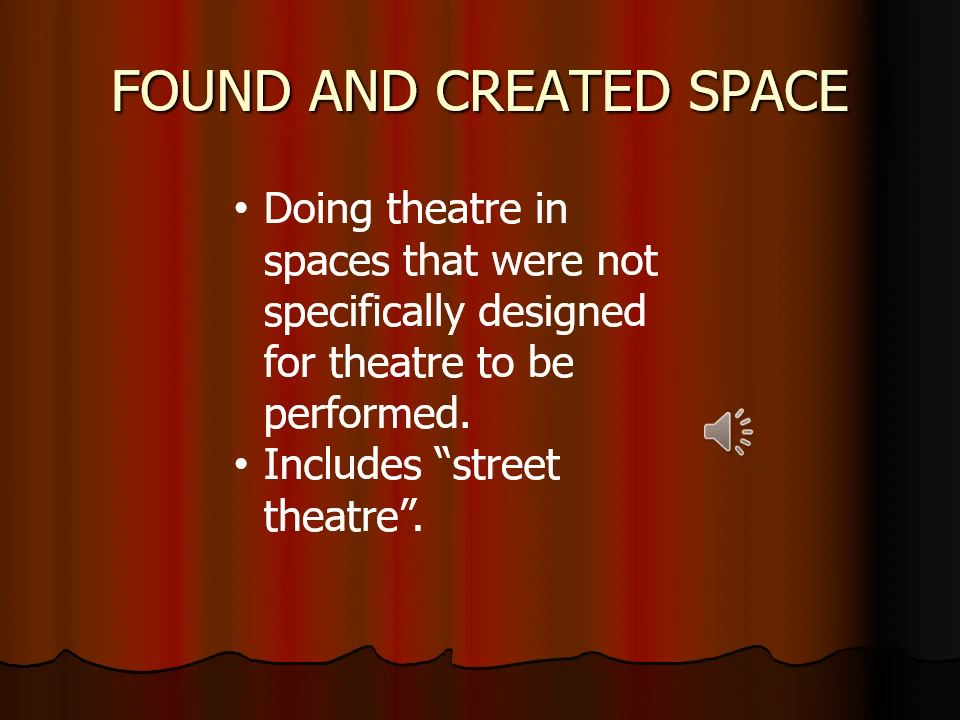 FOUND AND CREATED SPACE
• Doing theatre in
spaces that were not
specifically designed
for theatre to be
performed.
• Includes “street
theatre”.